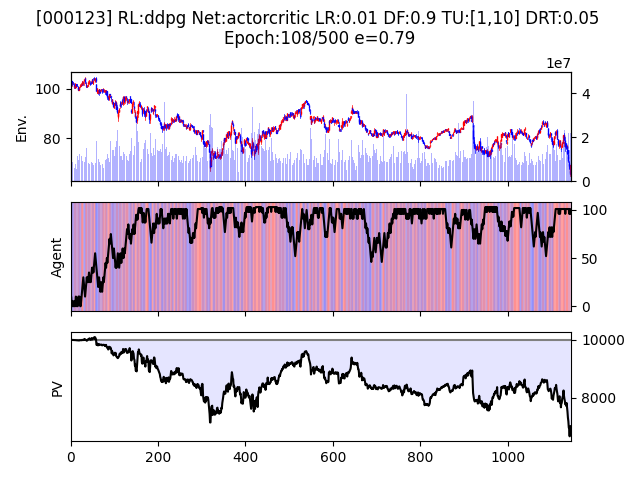 [000123] RL:ddpg Net:actorcritic LR:0.01 DF:0.9 TU:[1,10] DRT:0.05
Epoch:108/500 e=0.79
1e7
100
80
Env.
4
2
0
Agent
100
50
0
PV
10000
8000
0
200
400
600
800
1000